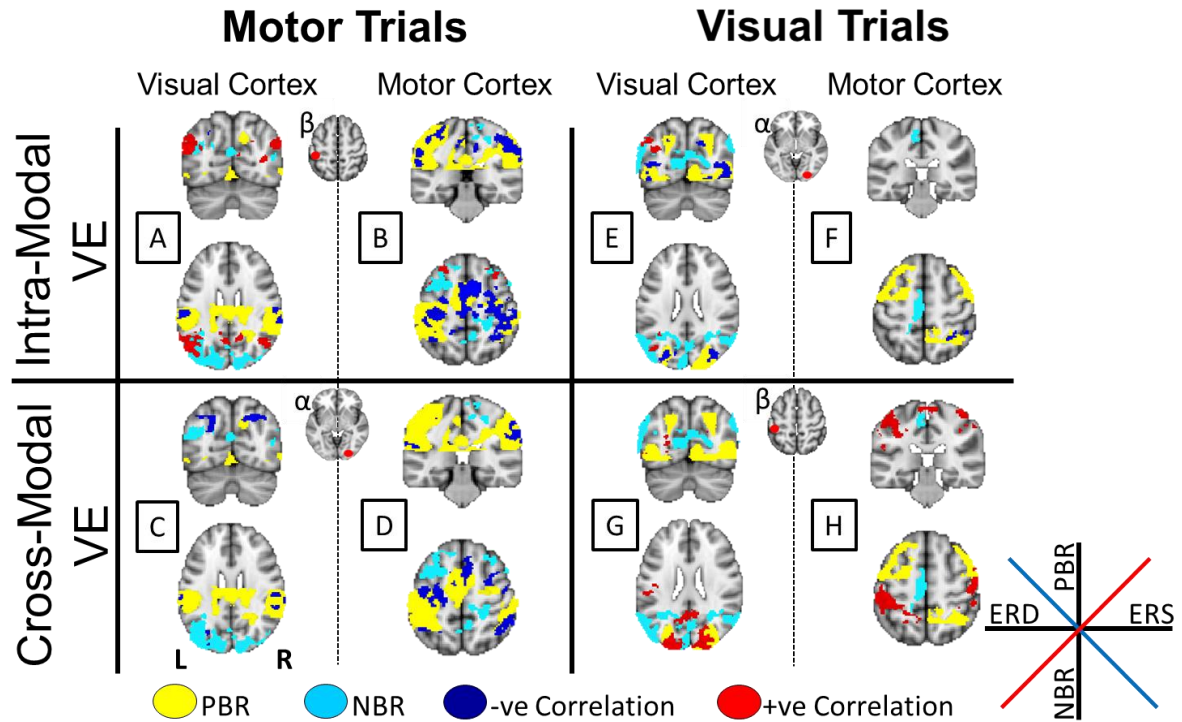 Motor Trials
Visual Trials
Visual Cortex
Motor Cortex
Visual Cortex
Motor Cortex
Intra-Modal
VE
β
α
A
B
E
F
Cross-Modal
VE
α
β
C
D
G
H
L
R
PBR
ERD
ERS
NBR
PBR
NBR
-ve Correlation
+ve Correlation